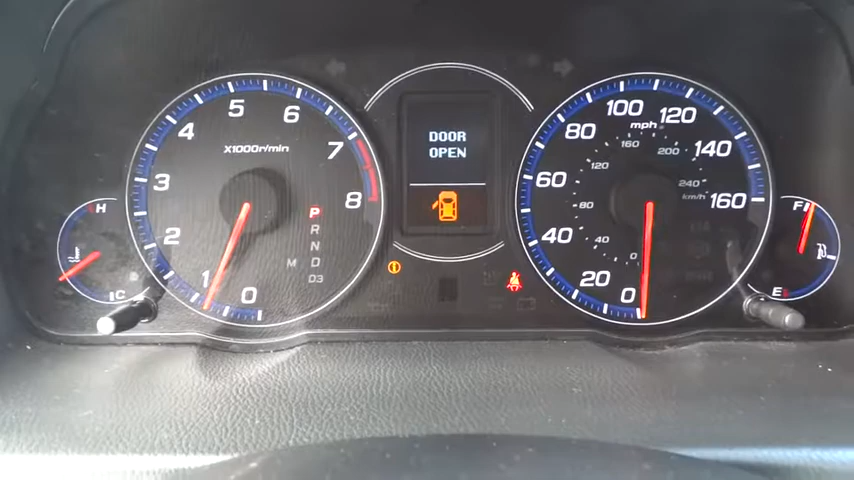 0 1 2 3 4 5 6 7 8
X1000r/min
P
R
N
M D
D3
H
C
DOOR
OPEN
0 20 40 60 80 100 120 140 160
mph
0 40 80 120 160 200 240
km/h
F
E